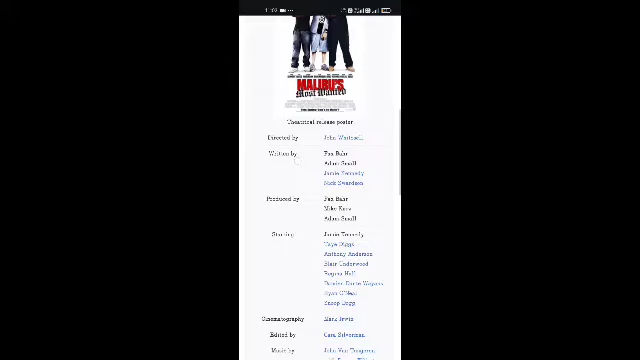 11:02
MALIBU'S
Most Wanted
Theatrical release poster
Directed by John Whitesell
Written by Fax Bahr
Adam Small
Jamie Kennedy
Nick Swardson
Produced by Fax Bahr
Mike Karz
Adam Small
Starring Jamie Kennedy
Taye Diggs
Anthony Anderson
Blair Underwood
Regina Hall
Damien Dante Wayans
Ryan O'Neal
Snoop Dogg
Cinematography Mark Irwin
Edited by Cara Silverman
Music by John Van Tongeren